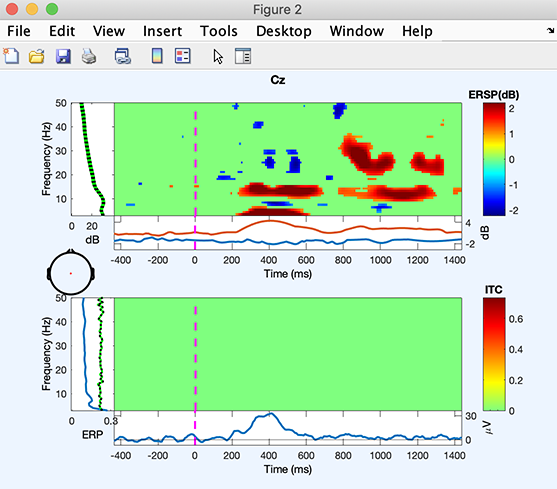 Figure 2
File Edit View Insert Tools Desktop Window Help
Cz
ERSP(dB)
50
40
30
20
10
Frequency (Hz)
0 20
dB
2
1
0
-1
-2
4
-2
dB
-400 -200 0 200 400 600 800 1000 1200 1400
Time (ms)
ITC
50
40
30
20
10
Frequency (Hz)
0 0.3
ERP
0.6
0.4
0.2
0
30
0
μV
-400 -200 0 200 400 600 800 1000 1200 1400
Time (ms)